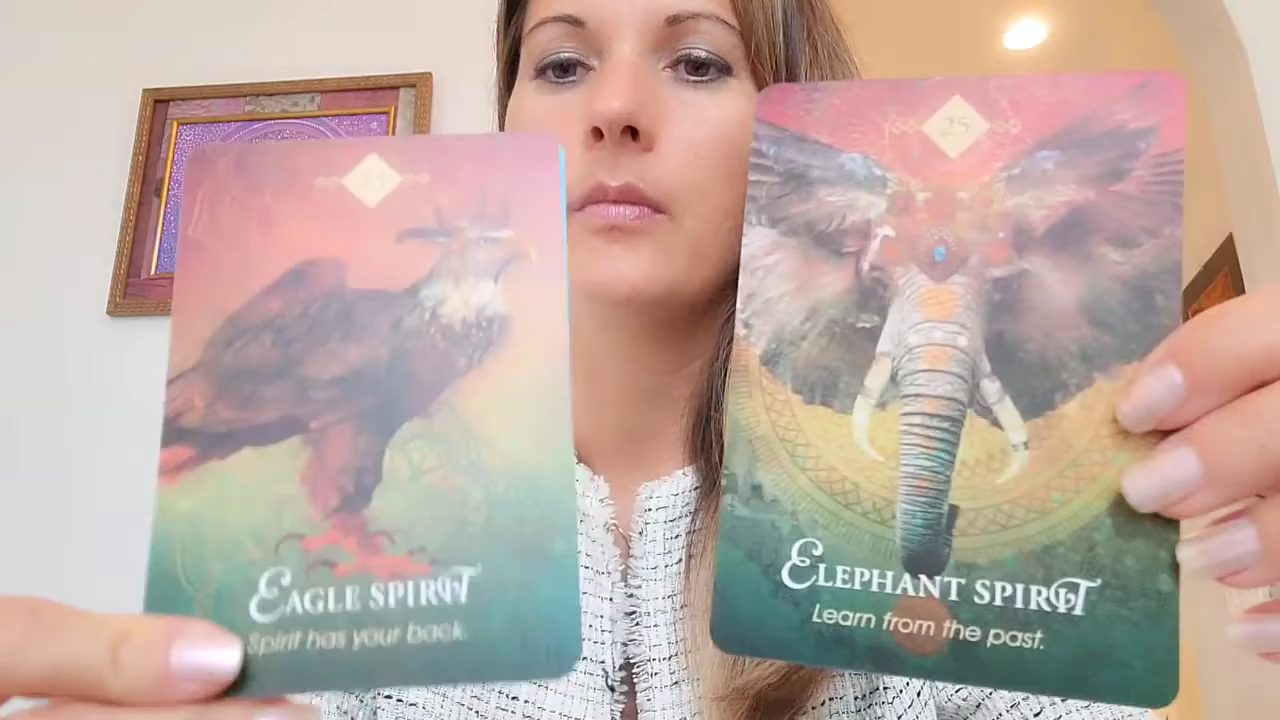 EAGLE SPIRIT
Spirit has your back.
25
ELEPHANT SPIRIT
Learn from the past.